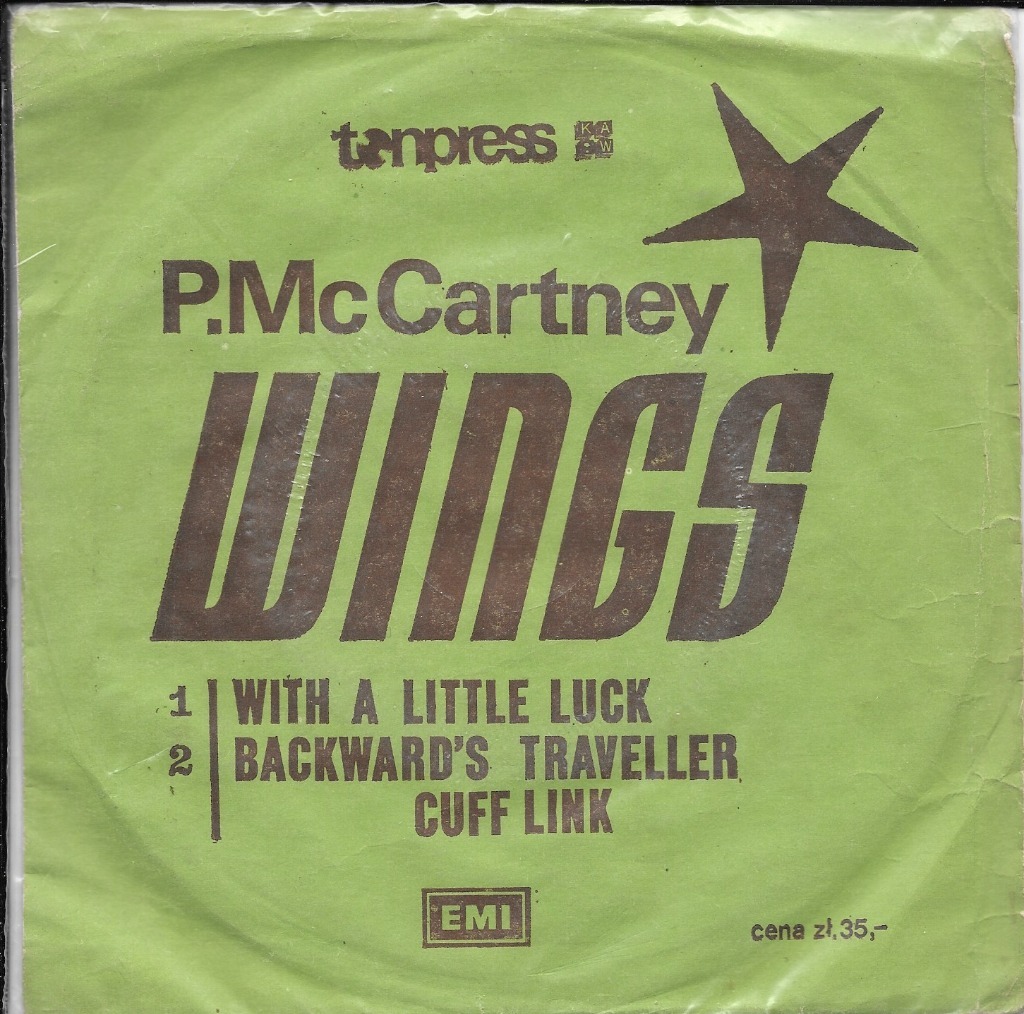 tonpress KAW
P.McCartney
WINGS
1 WITH A LITTLE LUCK
2 BACKWARD'S TRAVELLER
CUFF LINK
EMI
cena zł.35,-